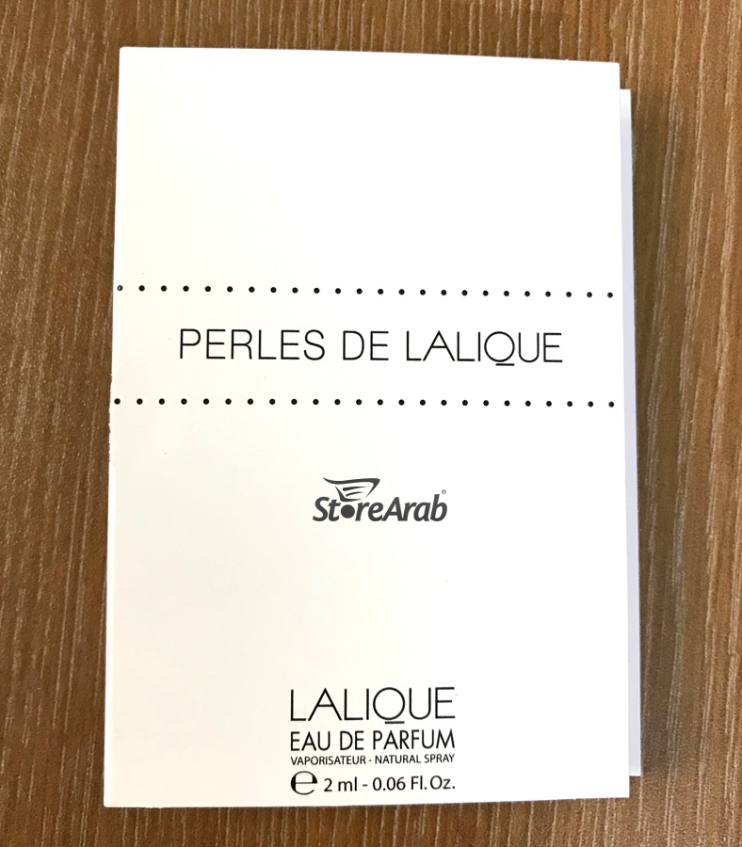 PERLES DE LALIQUE
StoreArab®
LALIQUE
EAU DE PARFUM
VAPORISATEUR - NATURAL SPRAY
℮ 2 ml - 0.06 Fl. Oz.